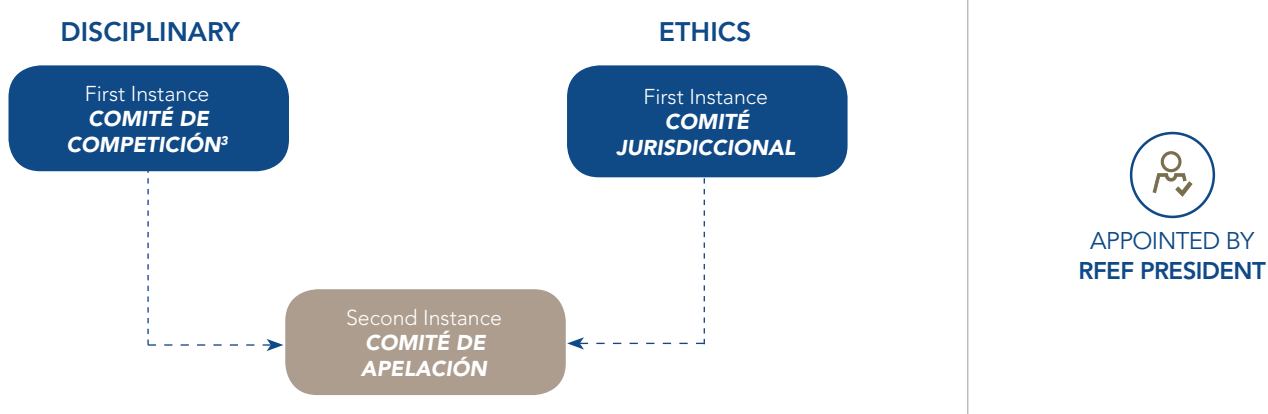 DISCIPLINARY
First Instance
COMITÉ DE
COMPETICIÓN³
ETHICS
First Instance
COMITÉ
JURISDICCIONAL
Second Instance
COMITÉ DE
APELACIÓN
APPOINTED BY
RFEF PRESIDENT